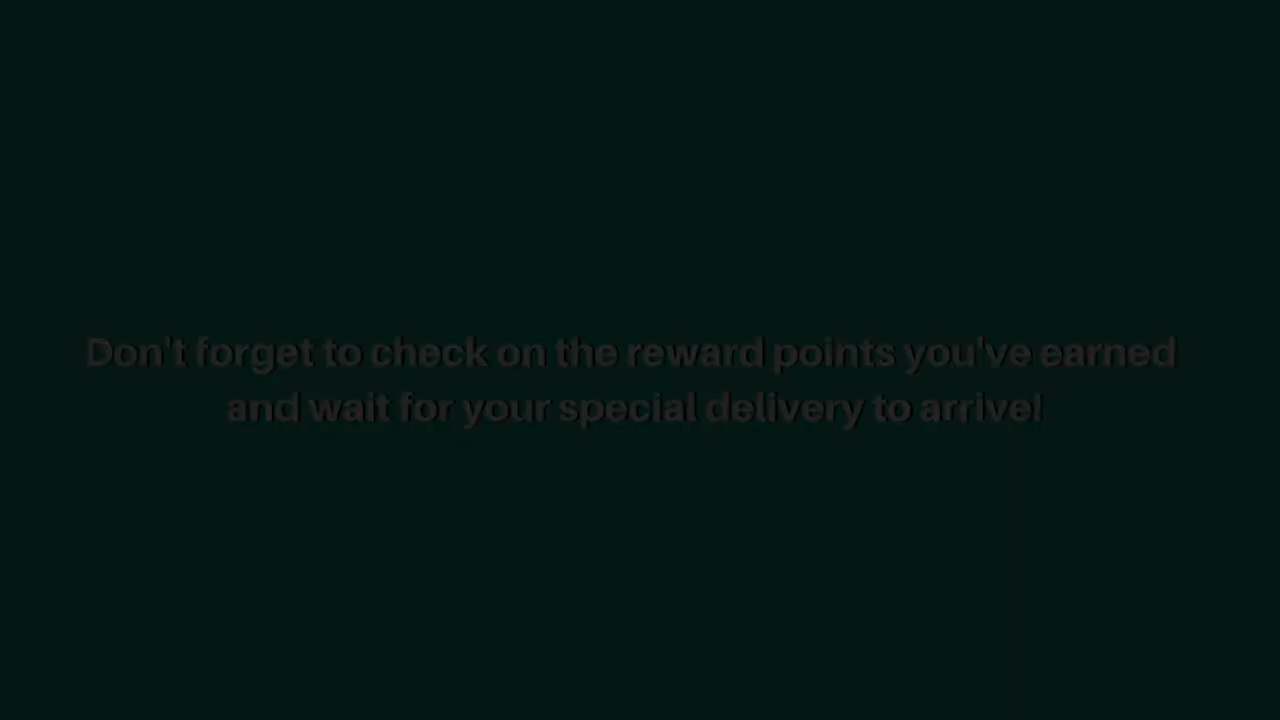 Don't forget to check on the reward points you've earned
and wait for your special delivery to arrive!